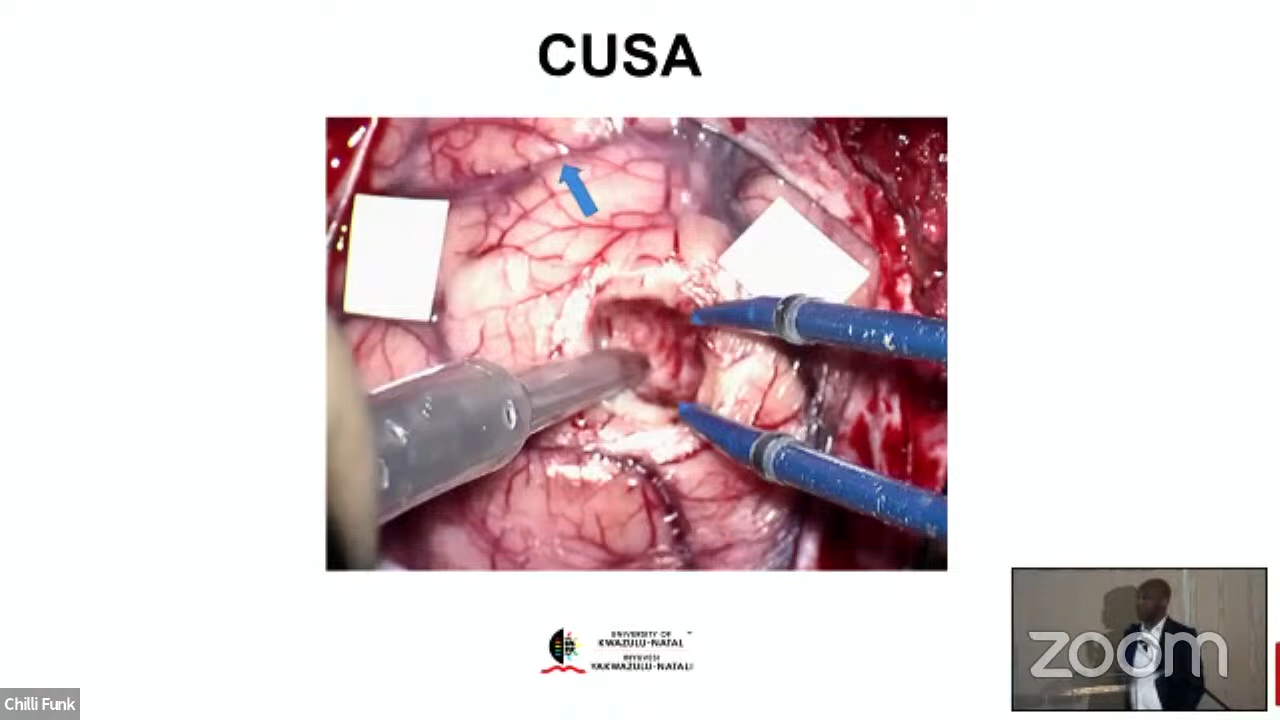 CUSA
UNIVERSITY OF
KWAZULU-NATAL
INYUVESI
YAKWAZULU-NATALI
zoom
Chilli Funk